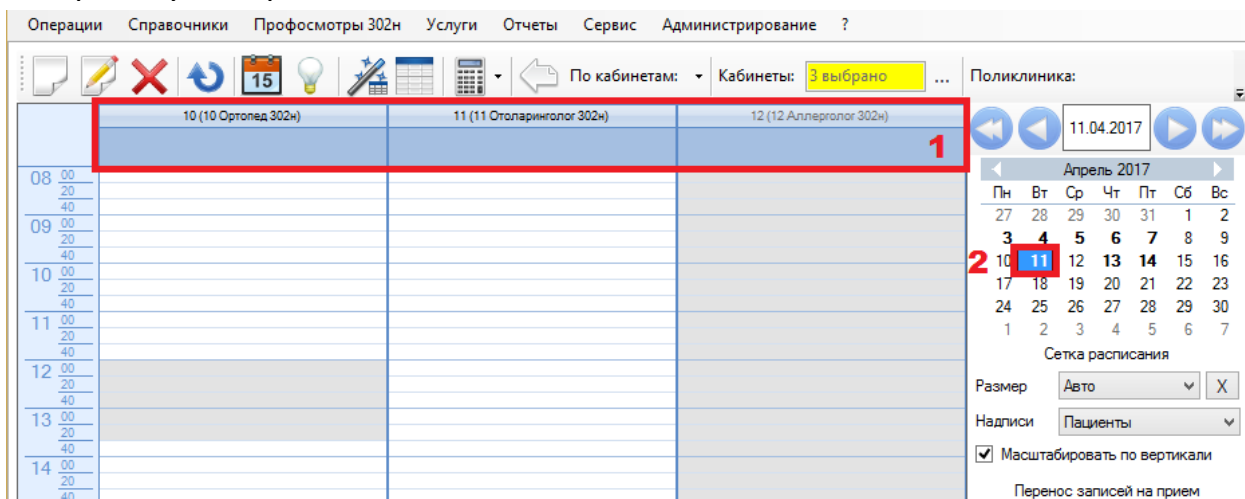 Операции Справочники Профосмотры 302н Услуги Отчеты Сервис Администрирование ?
15 По кабинетам: Кабинеты: 3 выбрано ... Поликлиника:
10 (10 Ортопед 302н) 11 (11 Отоларинголог 302н) 12 (12 Аллерголог 302н)
1
11.04.2017
Апрель 2017
Пн Вт Ср Чт Пт Сб Вс
27 28 29 30 31 1 2
3 4 5 6 7 8 9
2
10 11 12 13 14 15 16
17 18 19 20 21 22 23
24 25 26 27 28 29 30
1 2 3 4 5 6 7
Сетка расписания
Размер Авто X
Надписи Пациенты
Масштабировать по вертикали
Перенос записей на прием
08 00
20
40
09 00
20
40
10 00
20
40
11 00
20
40
12 00
20
40
13 00
20
40
14 00
20
40